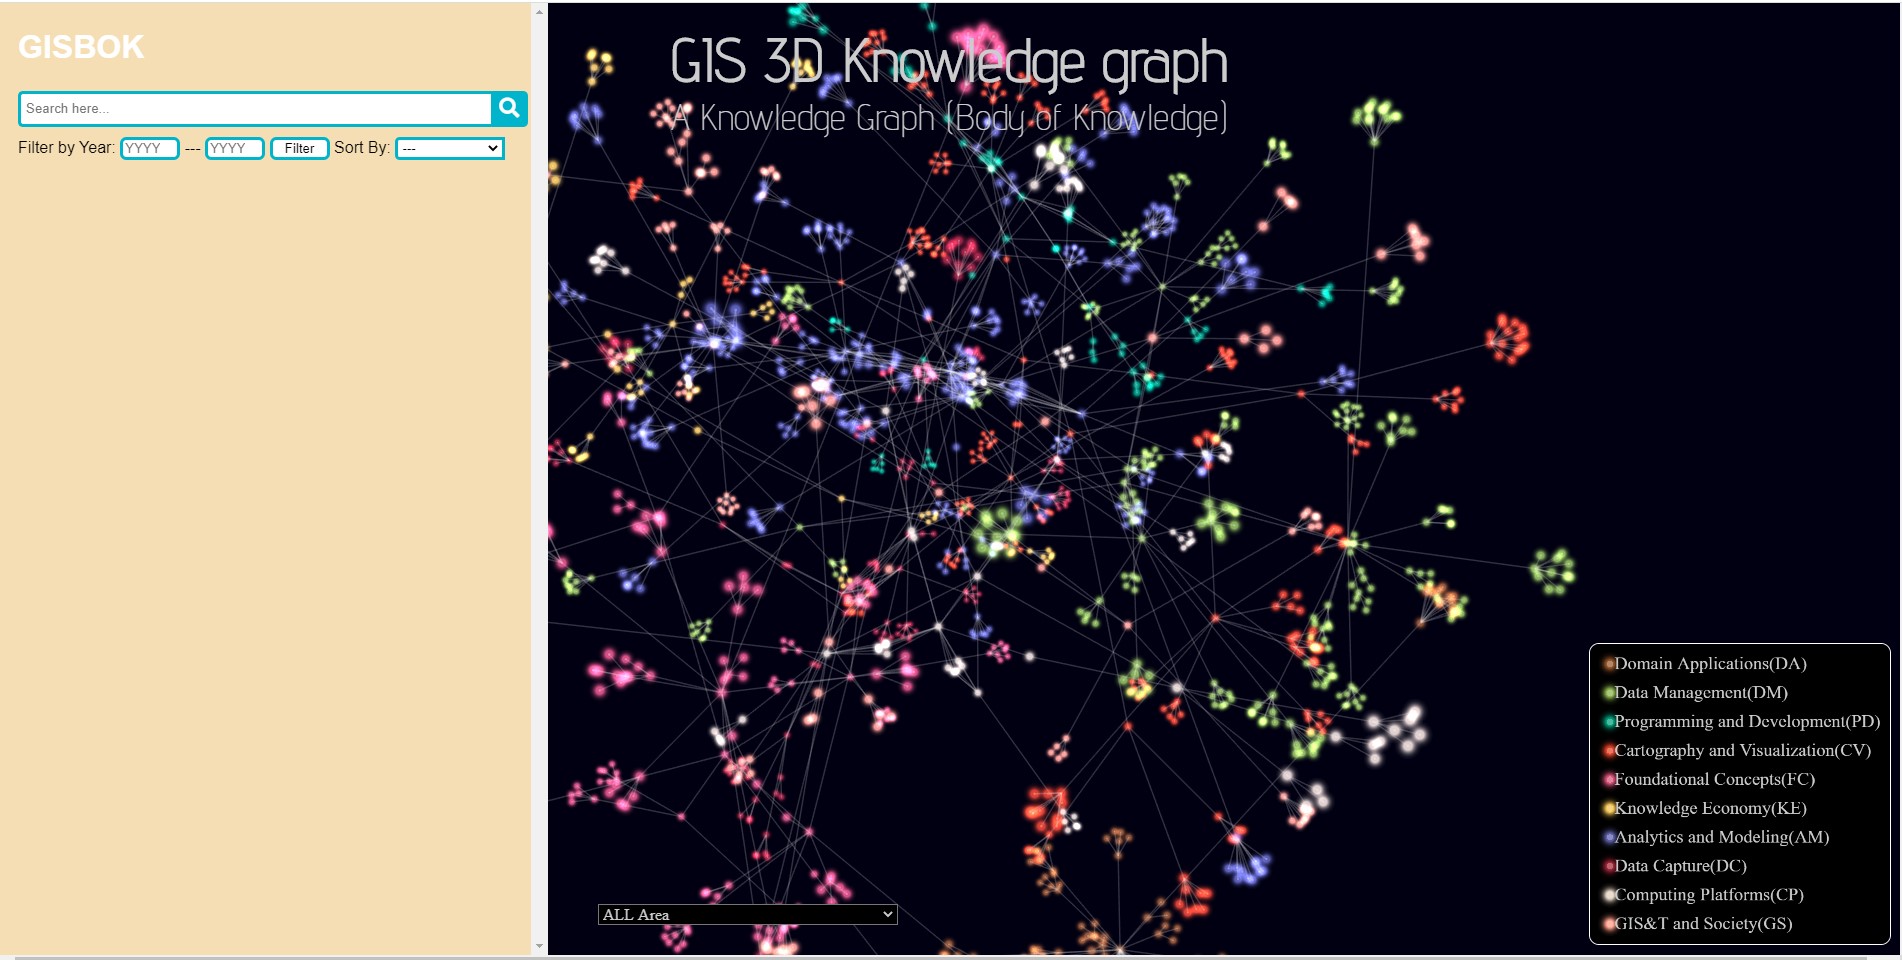 GISBOK
Search here...
Filter by Year: YYYY --- YYYY Filter Sort By: ---
GIS 3D Knowledge graph
A Knowledge Graph (Body of Knowledge)
Domain Applications(DA)
Data Management(DM)
Programming and Development(PD)
Cartography and Visualization(CV)
Foundational Concepts(FC)
Knowledge Economy(KE)
Analytics and Modeling(AM)
Data Capture(DC)
Computing Platforms(CP)
GIS&T and Society(GS)
ALL Area